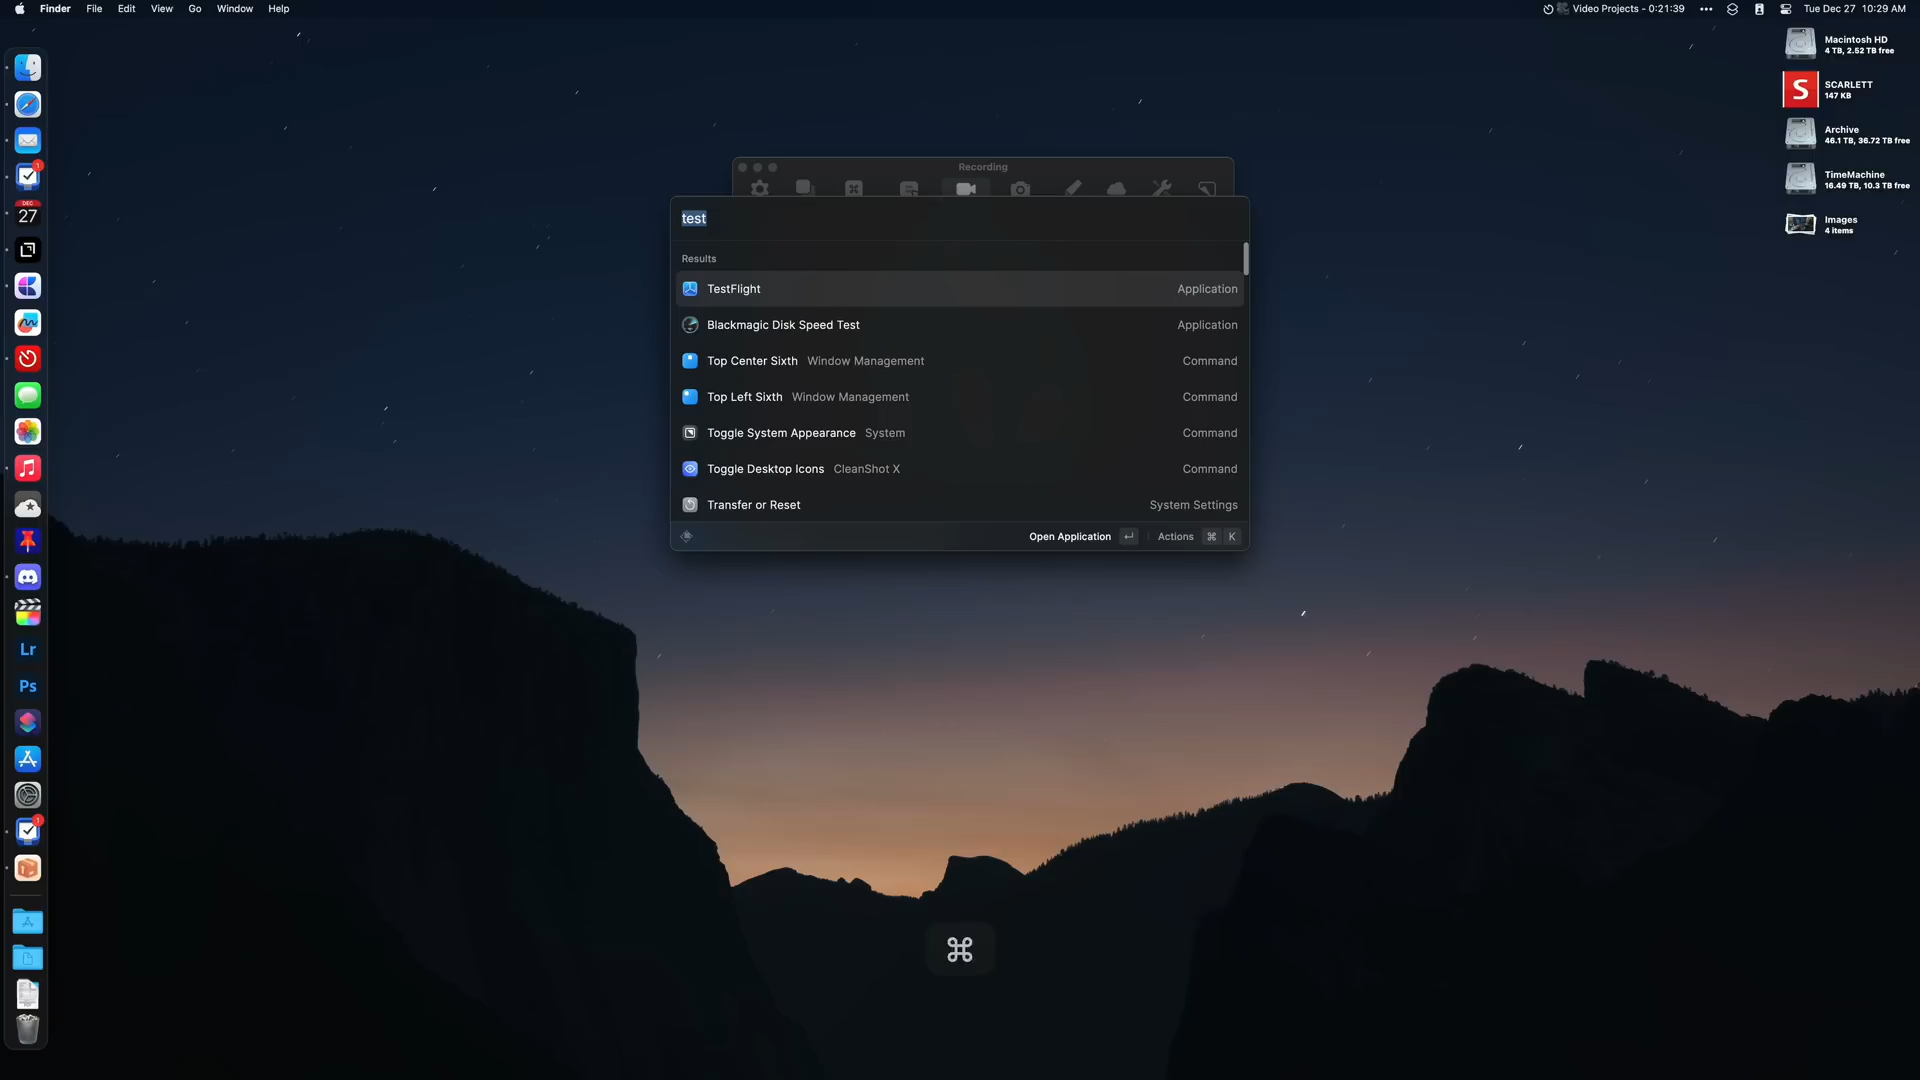 Finder File Edit View Go Window Help
Video Projects - 0:21:39 Tue Dec 27 10:29 AM
Macintosh HD
4 TB, 2.52 TB free
S
SCARLETT
147 KB
Archive
46.1 TB, 36.72 TB free
TimeMachine
16.49 TB, 10.3 TB free
Images
4 items
1
DEC
27
Lr
Ps
1
Recording
test
Results
TestFlight Application
Blackmagic Disk Speed Test Application
Top Center Sixth Window Management Command
Top Left Sixth Window Management Command
Toggle System Appearance System Command
Toggle Desktop Icons CleanShot X Command
Transfer or Reset System Settings
Open Application ↵ Actions ⌘ K
⌘